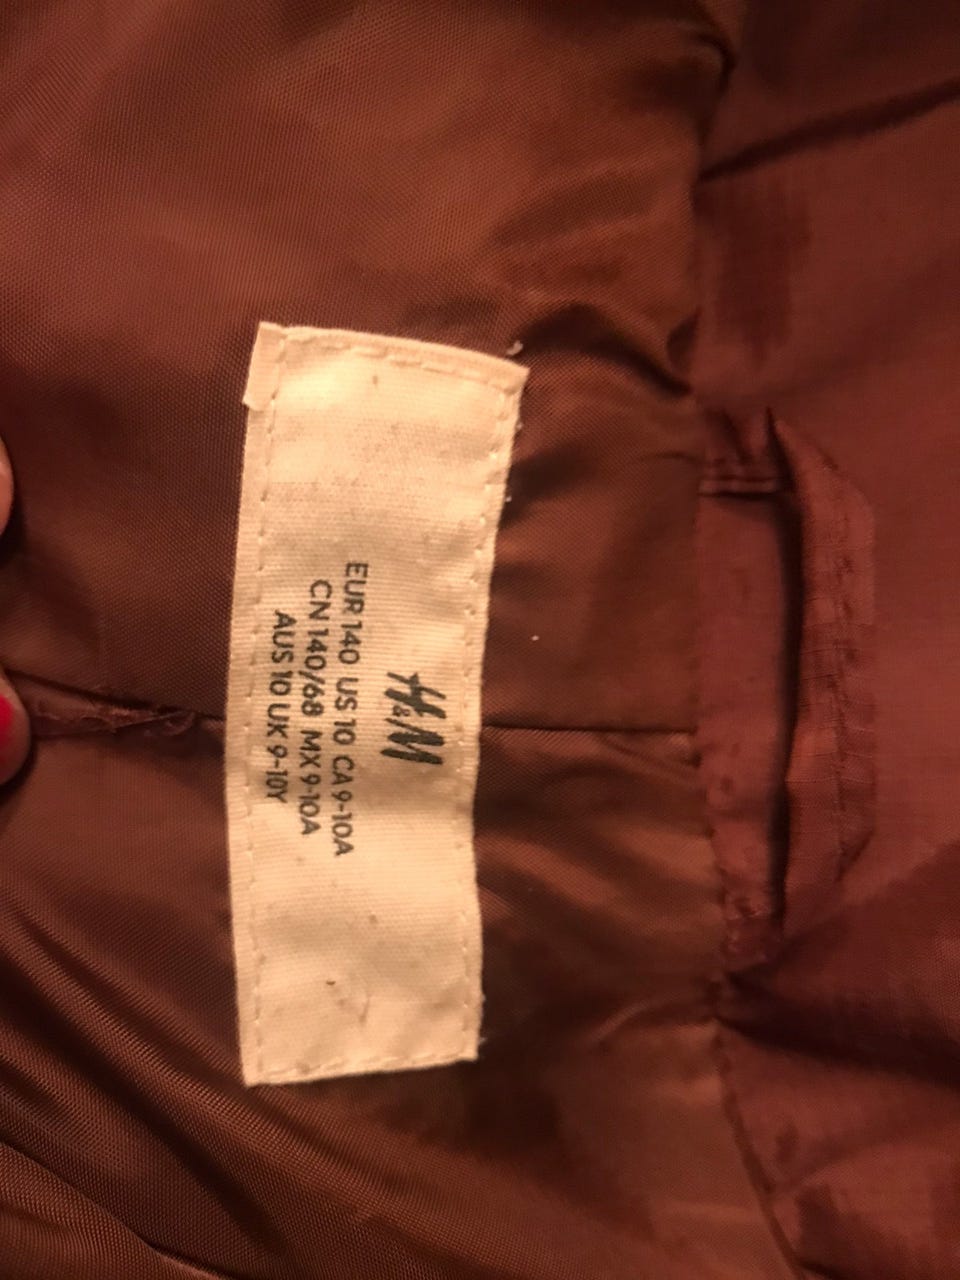 H&M
EUR 140 US 10 CA 9-10A
CN 140/68 MX 9-10A
AUS 10 UK 9-10Y